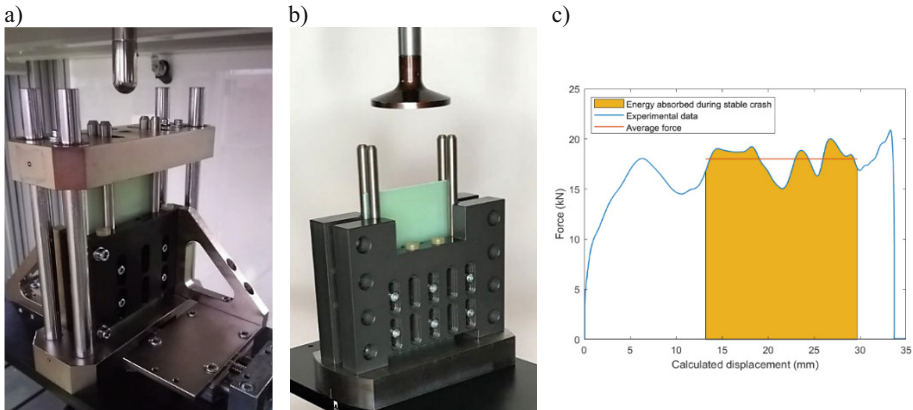 a)
b)
c)
25
20
15
10
5
0
Force (kN)
Energy absorbed during stable crash
Experimental data
Average force
0 5 10 15 20 25 30 35
Calculated displacement (mm)